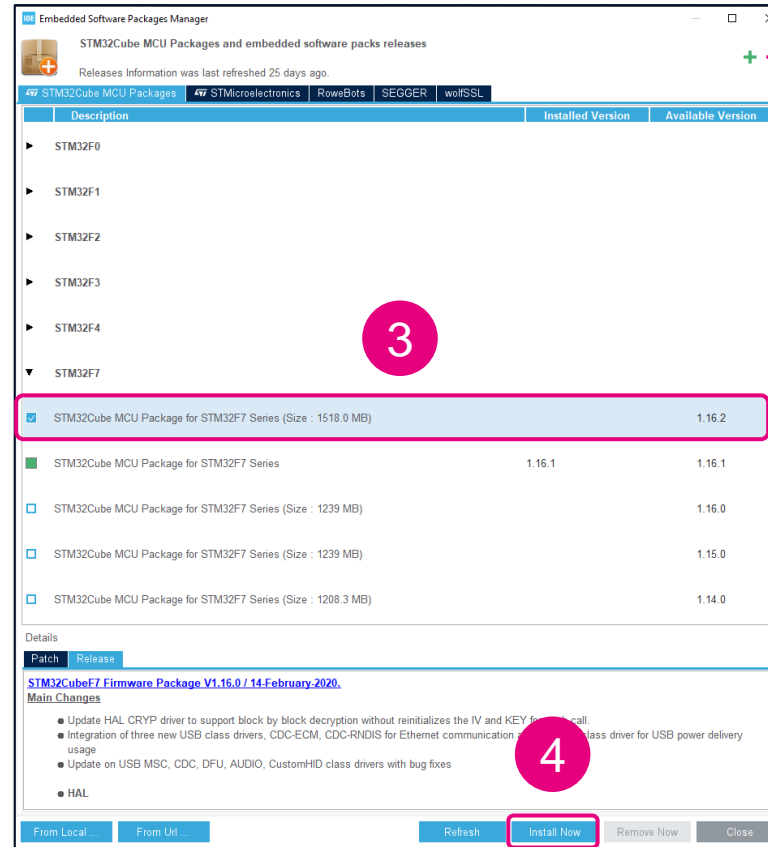 IDE Embedded Software Packages Manager
STM32Cube MCU Packages and embedded software packs releases
Releases Information was last refreshed 25 days ago.
STM32Cube MCU Packages STMicroelectronics RoweBots SEGGER wolfSSL
Description Installed Version Available Version
STM32F0
STM32F1
STM32F2
STM32F3
STM32F4
3
STM32F7
STM32Cube MCU Package for STM32F7 Series (Size : 1518.0 MB) 1.16.2
STM32Cube MCU Package for STM32F7 Series 1.16.1 1.16.1
STM32Cube MCU Package for STM32F7 Series (Size : 1239 MB) 1.16.0
STM32Cube MCU Package for STM32F7 Series (Size : 1239 MB) 1.15.0
STM32Cube MCU Package for STM32F7 Series (Size : 1208.3 MB) 1.14.0
Details
Patch Release
STM32CubeF7 Firmware Package V1.16.0 / 14-February-2020.
Main Changes
Update HAL CRYP driver to support block by block decryption without reinitializes the IV and KEY call.
Integration of three new USB class drivers, CDC-ECM, CDC-RNDIS for Ethernet communication class driver for USB power delivery
usage
4
Update on USB MSC, CDC, DFU, AUDIO, CustomHID class drivers with bug fixes
HAL
From Local ... From Url ... Refresh Install Now Remove Now Close